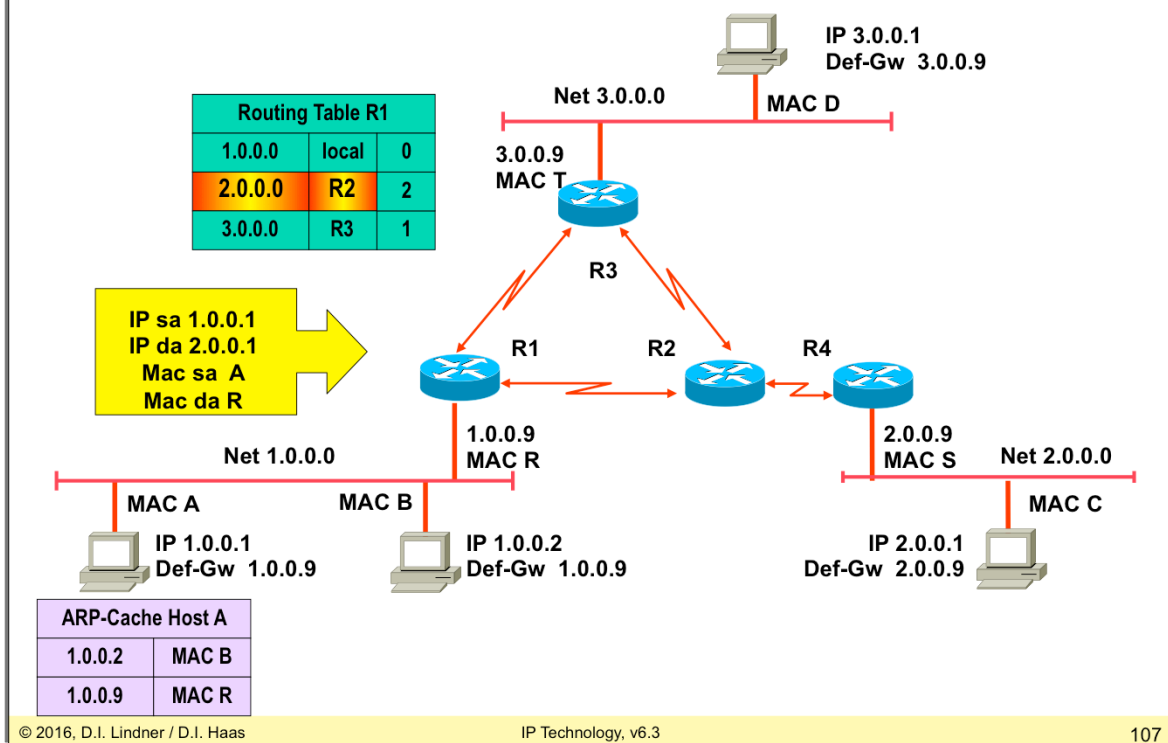 IP 3.0.0.1
Def-Gw 3.0.0.9
Net 3.0.0.0
MAC D
Routing Table R1
1.0.0.0 local 0
2.0.0.0 R2 2
3.0.0.0 R3 1
3.0.0.9
MAC T
R3
IP sa 1.0.0.1
IP da 2.0.0.1
Mac sa A
Mac da R
R1
R2
R4
1.0.0.9
MAC R
2.0.0.9
MAC S
Net 1.0.0.0
Net 2.0.0.0
MAC A
MAC B
MAC C
IP 1.0.0.1
Def-Gw 1.0.0.9
IP 1.0.0.2
Def-Gw 1.0.0.9
IP 2.0.0.1
Def-Gw 2.0.0.9
ARP-Cache Host A
1.0.0.2 MAC B
1.0.0.9 MAC R
© 2016, D.I. Lindner / D.I. Haas
IP Technology, v6.3
107